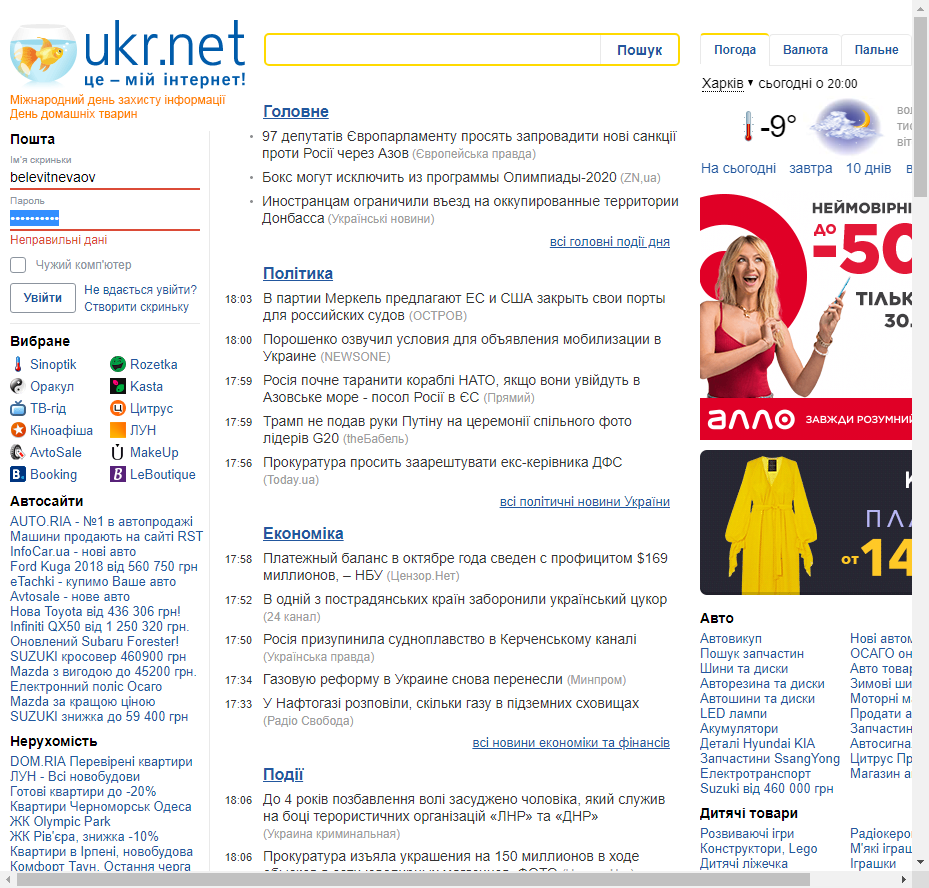 ukr.net
це – мій інтернет!
Міжнародний день захисту інформації
День домашніх тварин
Пошук
Погода
Валюта
Пальне
Харків ▼ сьогодні о 20:00
-9°
На сьогодні завтра 10 днів
Пошта
Ім'я скриньки
belevitnevaov
Пароль
••••••••••
Неправильні дані
Чужий комп'ютер
Увійти
Не вдається увійти?
Створити скриньку
Вибране
Sinoptik
Rozetka
Оракул
Kasta
ТВ-гід
Цитрус
Кіноафіша
ЛУН
AvtoSale
MakeUp
Booking
LeBoutique
Автосайти
AUTO.RIA - №1 в автопродажі
Машини продають на сайті RST
InfoCar.ua - нові авто
Ford Kuga 2018 від 560 750 грн
eTachki - купимо Ваше авто
Avtosale - нове авто
Нова Toyota від 436 306 грн!
Infiniti QX50 від 1 250 320 грн.
Оновлений Subaru Forester!
SUZUKI кросовер 460900 грн
Mazda з вигодою до 45200 грн.
Електронний поліс Осаго
Mazda за кращою ціною
SUZUKI знижка до 59 400 грн
Нерухомість
DOM.RIA Перевірені квартири
ЛУН - Всі новобудови
Готові квартири до -20%
Квартири Черноморськ Одеса
ЖК Olympic Park
ЖК Рів'єра, знижка -10%
Квартири в Ірпені, новобудова
Комфорт Таун. Остання черга
Головне
97 депутатів Європарламенту просять запровадити нові санкції
проти Росії через Азов (Європейська правда)
Бокс могут исключить из программы Олимпиады-2020 (ZN,ua)
Иностранцам ограничили въезд на оккупированные территории
Донбасса (Українські новини)
всі головні події дня
Політика
18:03 В партии Меркель предлагают ЕС и США закрыть свои порты
для российских судов (ОСТРОВ)
18:00 Порошенко озвучил условия для объявления мобилизации в
Украине (NEWSONE)
17:59 Росія почне таранити кораблі НАТО, якщо вони увійдуть в
Азовське море - посол Росії в ЄС (Прямий)
17:59 Трамп не подав руки Путіну на церемонії спільного фото
лідерів G20 (theБабель)
17:56 Прокуратура просить заарештувати екс-керівника ДФС
(Today.ua)
всі політичні новини України
Економіка
17:58 Платежный баланс в октябре года сведен с профицитом $169
миллионов, – НБУ (Цензор.Нет)
17:52 В одній з пострадянських країн заборонили український цукор
(24 канал)
17:50 Росія призупинила судноплавство в Керченському каналі
(Українська правда)
17:34 Газовую реформу в Украине снова перенесли (Минпром)
17:33 У Нафтогазі розповіли, скільки газу в підземних сховищах
(Радіо Свобода)
всі новини економіки та фінансів
Події
18:06 До 4 років позбавлення волі засуджено чоловіка, який служив
на боці терористичних організацій «ЛНР» та «ДНР»
(Украина криминальная)
18:06 Прокуратура изъяла украшения на 150 миллионов в ходе
НЕЙМОВІРНІ
ДО
-50
ТІЛЬК
30.
АЛЛО ЗАВЖДИ РОЗУМНИЙ
К
ПЛА
от 14
Авто
Автовикуп
Пошук запчастин
Шини та диски
Авторезина та диски
Автошини та диски
LED лампи
Акумулятори
Деталі Hyundai KIA
Запчастини SsangYong
Електротранспорт
Suzuki від 460 000 грн
Нові автом
ОСАГО он
Авто товар
Зимові ши
Моторні ма
Продати а
Запчастин
Автосигна
Цитрус Пр
Магазин а
Дитячі товари
Розвиваючі ігри
Конструктори, Lego
Дитячі ліжечка
Радіокеро
М'які іграш
Іграшки